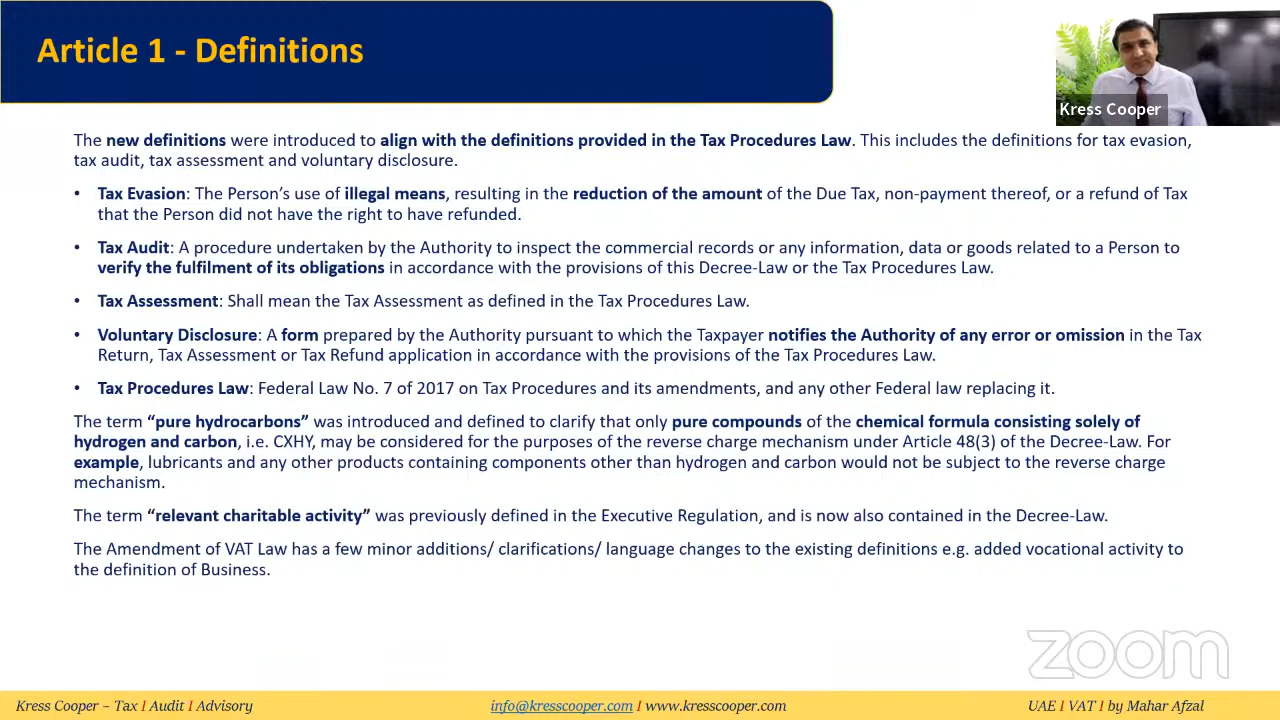 Article 1 - Definitions
Kress Cooper
The new definitions were introduced to align with the definitions provided in the Tax Procedures Law. This includes the definitions for tax evasion,
tax audit, tax assessment and voluntary disclosure.
• Tax Evasion: The Person’s use of illegal means, resulting in the reduction of the amount of the Due Tax, non-payment thereof, or a refund of Tax
that the Person did not have the right to have refunded.
• Tax Audit: A procedure undertaken by the Authority to inspect the commercial records or any information, data or goods related to a Person to
verify the fulfilment of its obligations in accordance with the provisions of this Decree-Law or the Tax Procedures Law.
• Tax Assessment: Shall mean the Tax Assessment as defined in the Tax Procedures Law.
• Voluntary Disclosure: A form prepared by the Authority pursuant to which the Taxpayer notifies the Authority of any error or omission in the Tax
Return, Tax Assessment or Tax Refund application in accordance with the provisions of the Tax Procedures Law.
• Tax Procedures Law: Federal Law No. 7 of 2017 on Tax Procedures and its amendments, and any other Federal law replacing it.
The term “pure hydrocarbons” was introduced and defined to clarify that only pure compounds of the chemical formula consisting solely of
hydrogen and carbon, i.e. CXHY, may be considered for the purposes of the reverse charge mechanism under Article 48(3) of the Decree-Law. For
example, lubricants and any other products containing components other than hydrogen and carbon would not be subject to the reverse charge
mechanism.
The term “relevant charitable activity” was previously defined in the Executive Regulation, and is now also contained in the Decree-Law.
The Amendment of VAT Law has a few minor additions/ clarifications/ language changes to the existing definitions e.g. added vocational activity to
the definition of Business.
zoom
Kress Cooper – Tax I Audit I Advisory
info@kresscooper.com I www.kresscooper.com
UAE I VAT I by Mahar Afzal